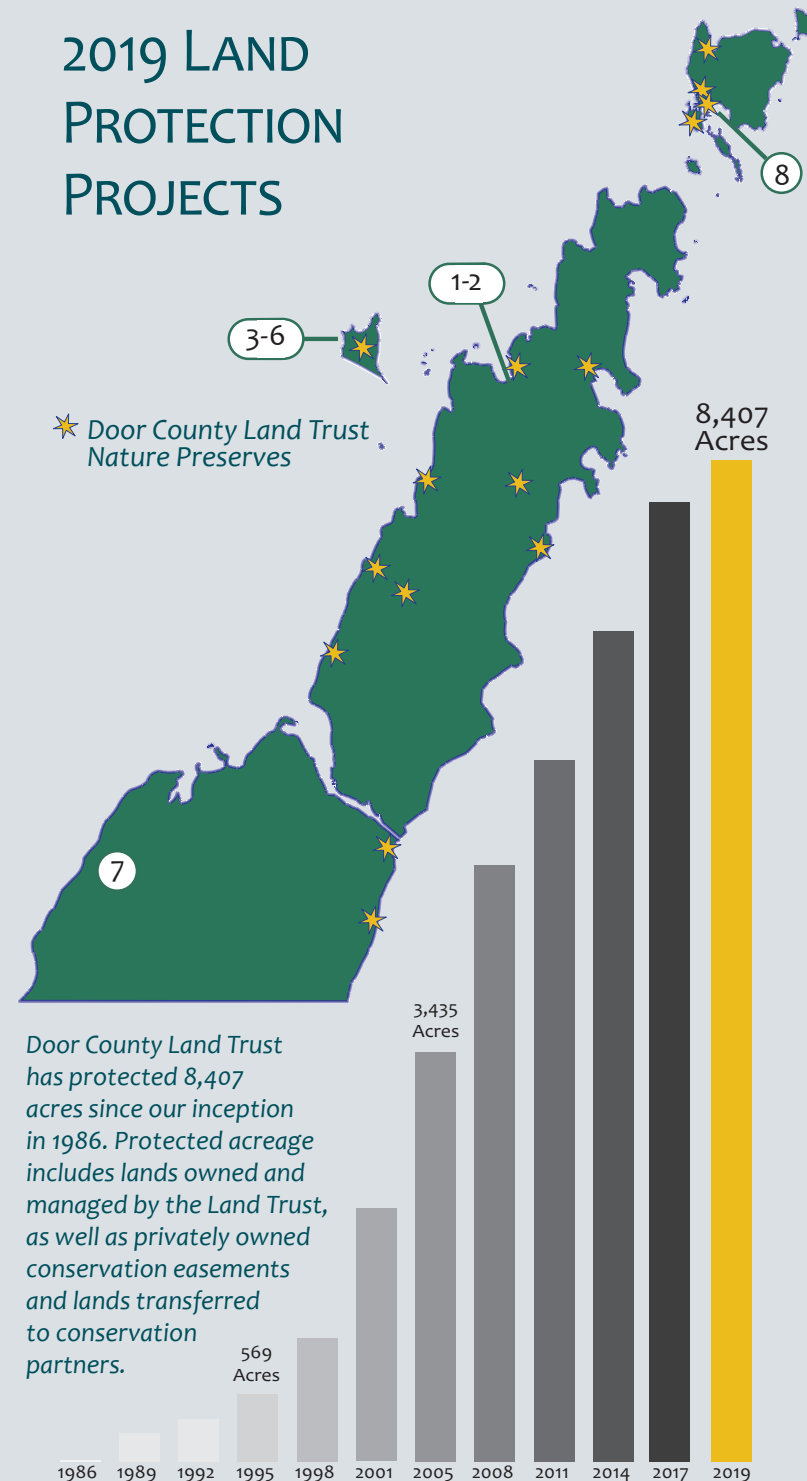 2019 Land
Protection
Projects
8
1-2
3-6
Door County Land Trust
Nature Preserves
8,407
Acres
7
3,435
Acres
Door County Land Trust
has protected 8,407
acres since our inception
in 1986. Protected acreage
includes lands owned and
managed by the Land Trust,
as well as privately owned
conservation easements
and lands transferred
to conservation
partners.
569
Acres
1986 1989 1992 1995 1998 2001 2005 2008 2011 2014 2017 2019